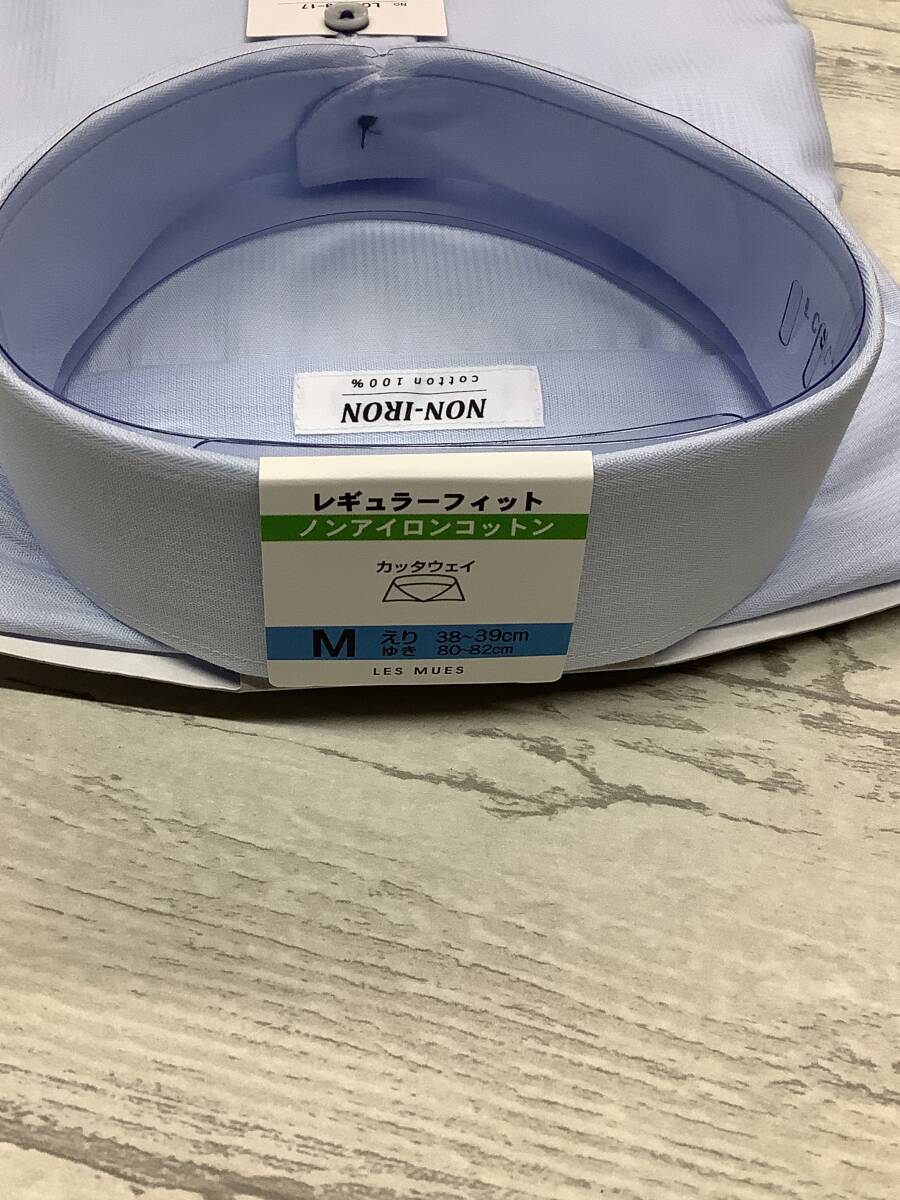 NON-IRON
cotton 100%
レギュラーフィット
ノンアイロンコットン
カッタウェイ
M えり 38~39cm
ゆき 80~82cm
LES MUES